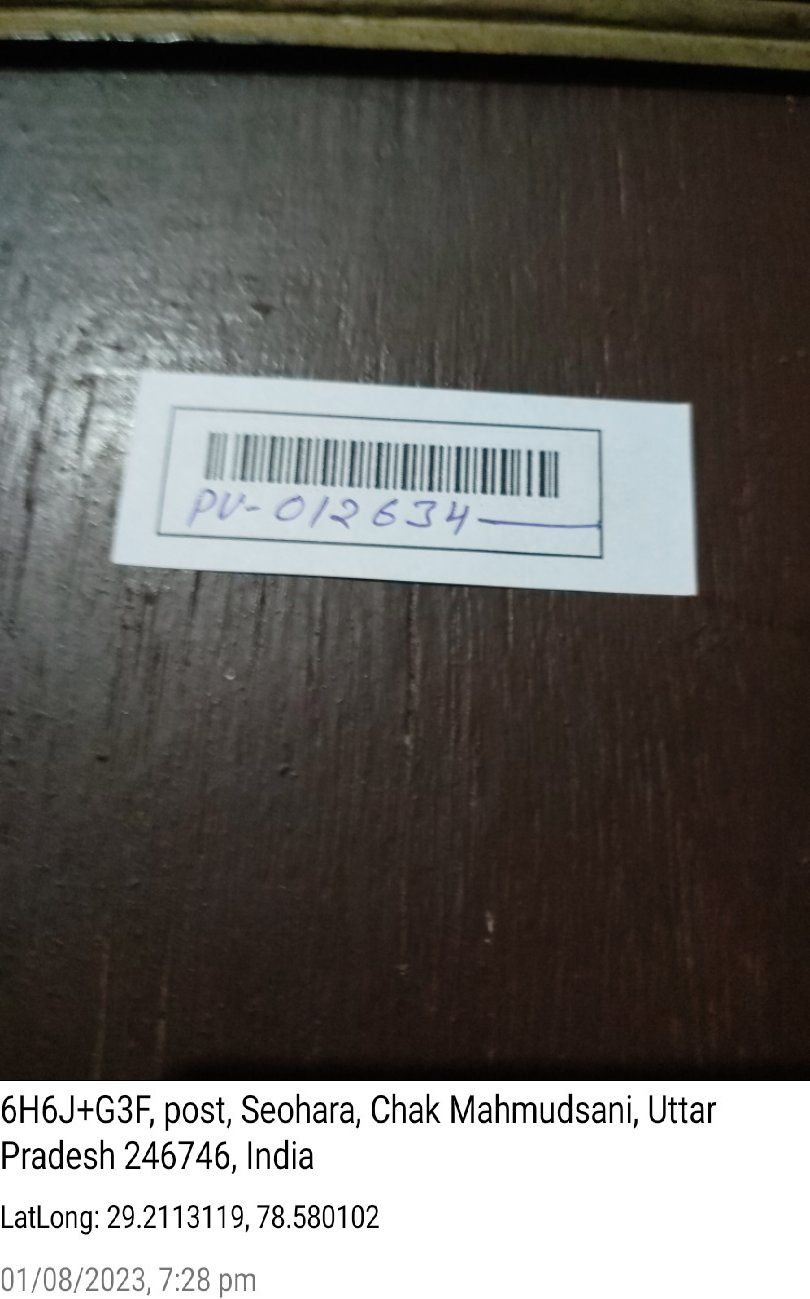 PV-012634
6H6J+G3F, post, Seohara, Chak Mahmudsani, Uttar
Pradesh 246746, India
LatLong: 29.2113119, 78.580102
01/08/2023, 7:28 pm